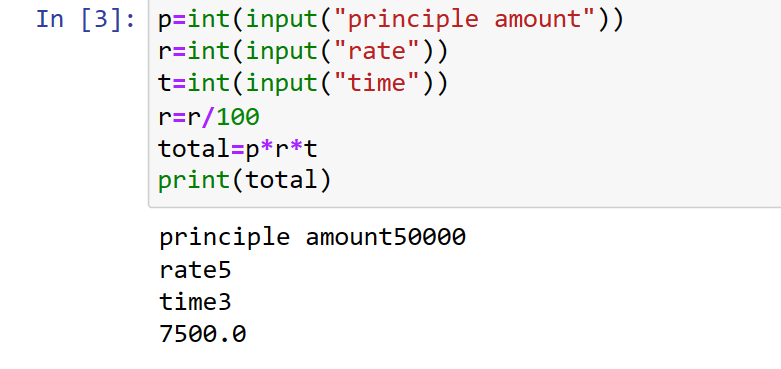 In [3]: p=int(input("principle amount"))
r=int(input("rate"))
t=int(input("time"))
r=r/100
total=p*r*t
print(total)
principle amount50000
rate5
time3
7500.0